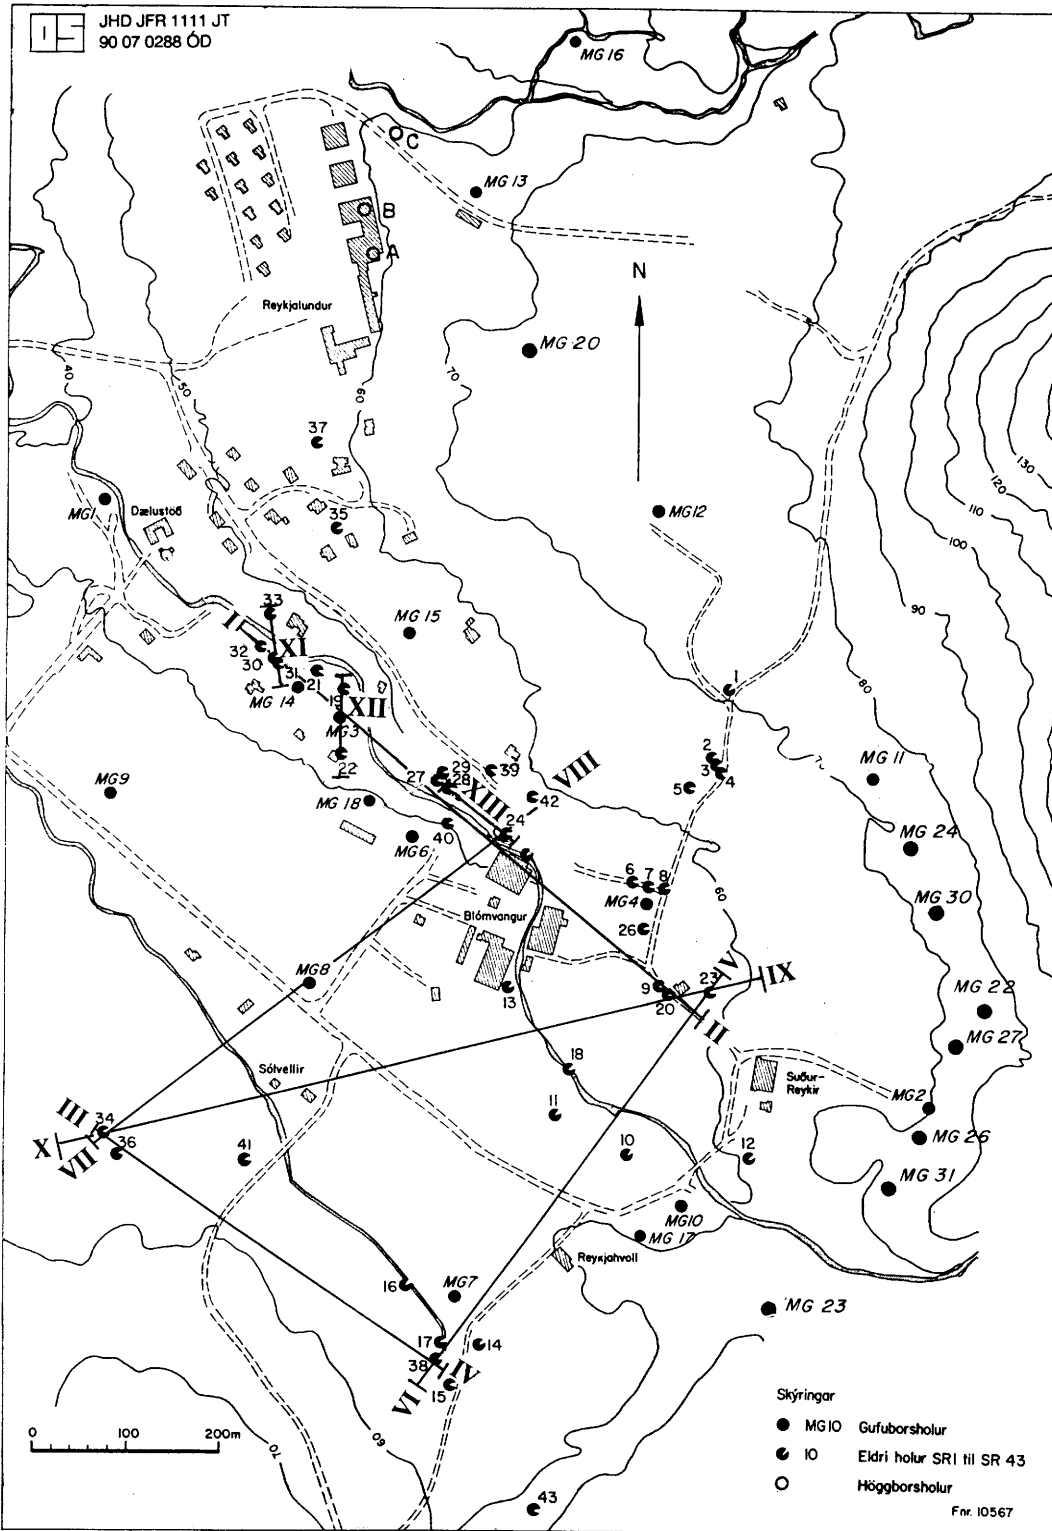 OS
JHD JFR 1111 JT
90 07 0288 ÓD
MG 16
C
MG 13
B
A
N
Reykjalundur
MG 20
70
40
50
60
37
130
120
MG1
Dælustöð
35
MG12
110
100
90
33
I
MG 15
32
XI
30
31
21
MG 14
19
XII
MG3
22
1
80
2
3
4
5
70
MG 11
MG9
29
27
28
39
VIII
XIII
42
MG 18
24
40
MG6
MG 24
6
7
8
MG4
60
MG 30
26
Blómvangur
MG8
13
V
IX
23
9
20
II
MG 22
MG 27
18
Sólvellir
Suður-
Reykir
MG2
11
III
34
X
VII
36
41
10
12
MG 26
MG 31
MG10
MG 17
Reykjahvoll
16
MG7
MG 23
17
14
38
IV
VI
15
0
100
200m
70
60
43
Skýringar
MG10 Gufuborsholur
10 Eldri holur SR1 til SR 43
Höggborsholur
Fnr. 10567